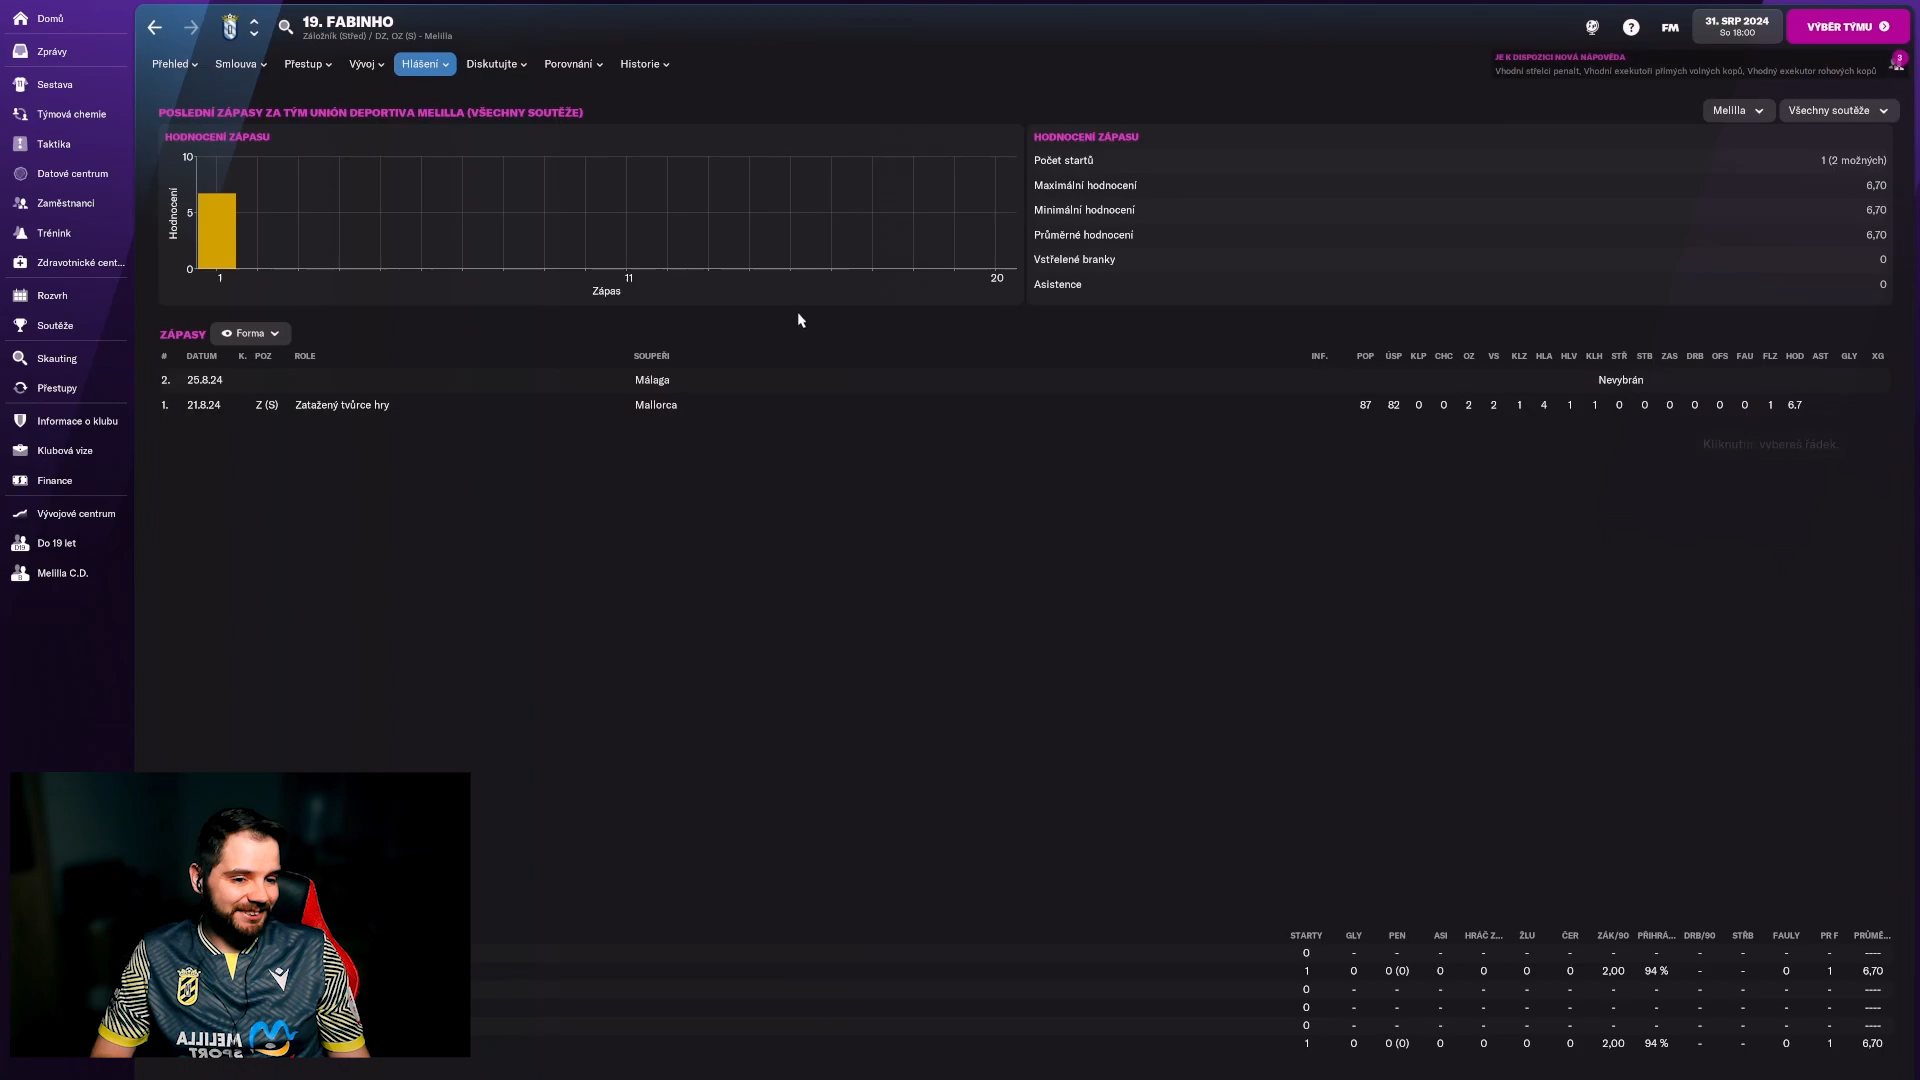 Domů
Zprávy
Sestava
Týmová chemie
Taktika
Datové centrum
Zaměstnanci
Trénink
Zdravotnické cent...
Rozvrh
Soutěže
Skauting
Přestupy
Informace o klubu
Klubová vize
Finance
Vývojové centrum
Do 19 let
Melilla C.D.
19. FABINHO
Záložník (Střed) / DZ, OZ (S) - Melilla
FM
31. SRP 2024
So 18:00
VÝBĚR TÝMU
Přehled
Smlouva
Přestup
Vývoj
Hlášení
Diskutujte
Porovnání
Historie
JE K DISPOZICI NOVÁ NÁPOVĚDA
Vhodní střelci penalt, Vhodní exekutoři přímých volných kopů, Vhodný exekutor rohových kopů
3
POSLEDNÍ ZÁPASY ZA TÝM UNIÓN DEPORTIVA MELILLA (VŠECHNY SOUTĚŽE)
Melilla
Všechny soutěže
HODNOCENÍ ZÁPASU
10
5
0
Hodnocení
1 11 20
Zápas
HODNOCENÍ ZÁPASU
Počet startů 1 (2 možných)
Maximální hodnocení 6,70
Minimální hodnocení 6,70
Průměrné hodnocení 6,70
Vstřelené branky 0
Asistence 0
ZÁPASY Forma
# DATUM K. POZ ROLE SOUPEŘI INF. POP ÚSP KLP CHC OZ VS KLZ HLA HLV KLH STŘ STB ZAS DRB OFS FAU FLZ HOD AST GLY XG
2. 25.8.24 Málaga Nevybrán
1. 21.8.24 Z (S) Zatažený tvůrce hry Mallorca 87 82 0 0 2 2 1 4 1 1 0 0 0 0 0 0 1 6.7
Kliknutím vybereš řádek.
STARTY GLY PEN ASI HRÁČ Z... ŽLU ČER ZÁK/90 PŘIHRÁ... DRB/90 STŘB FAULY PR F PRŮMĚ...
0 - - - - - - - - - - - - ----
1 0 0 (0) 0 0 0 0 2,00 94 % - - 0 1 6,70
0 - - - - - - - - - - - - ----
0 - - - - - - - - - - - - ----
0 - - - - - - - - - - - - ----
1 0 0 (0) 0 0 0 0 2,00 94 % - - 0 1 6,70
MELILLA
SPORT